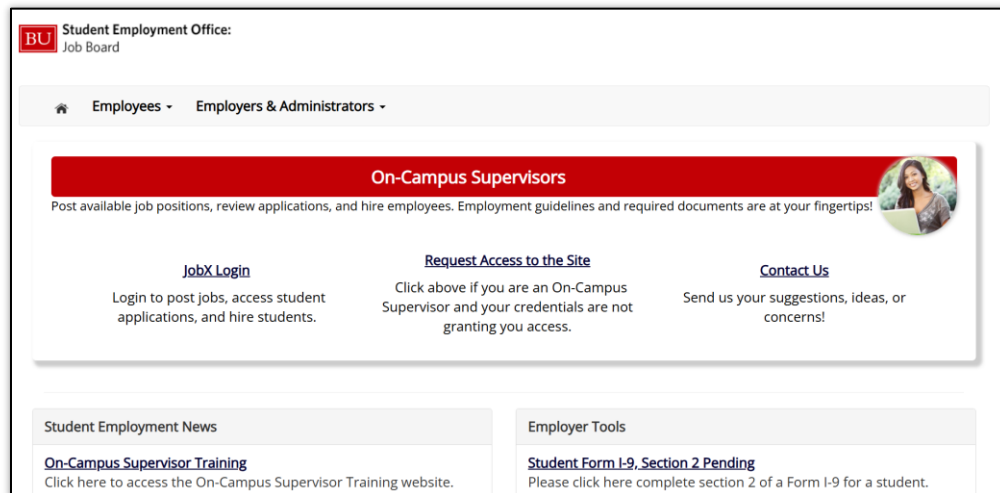 BU
Student Employment Office:
Job Board
Employees
Employers & Administrators
On-Campus Supervisors
Post available job positions, review applications, and hire employees. Employment guidelines and required documents are at your fingertips!
JobX Login
Login to post jobs, access student
applications, and hire students.
Request Access to the Site
Click above if you are an On-Campus
Supervisor and your credentials are not
granting you access.
Contact Us
Send us your suggestions, ideas, or
concerns!
Student Employment News
On-Campus Supervisor Training
Click here to access the On-Campus Supervisor Training website.
Employer Tools
Student Form I-9, Section 2 Pending
Please click here complete section 2 of a Form I-9 for a student.